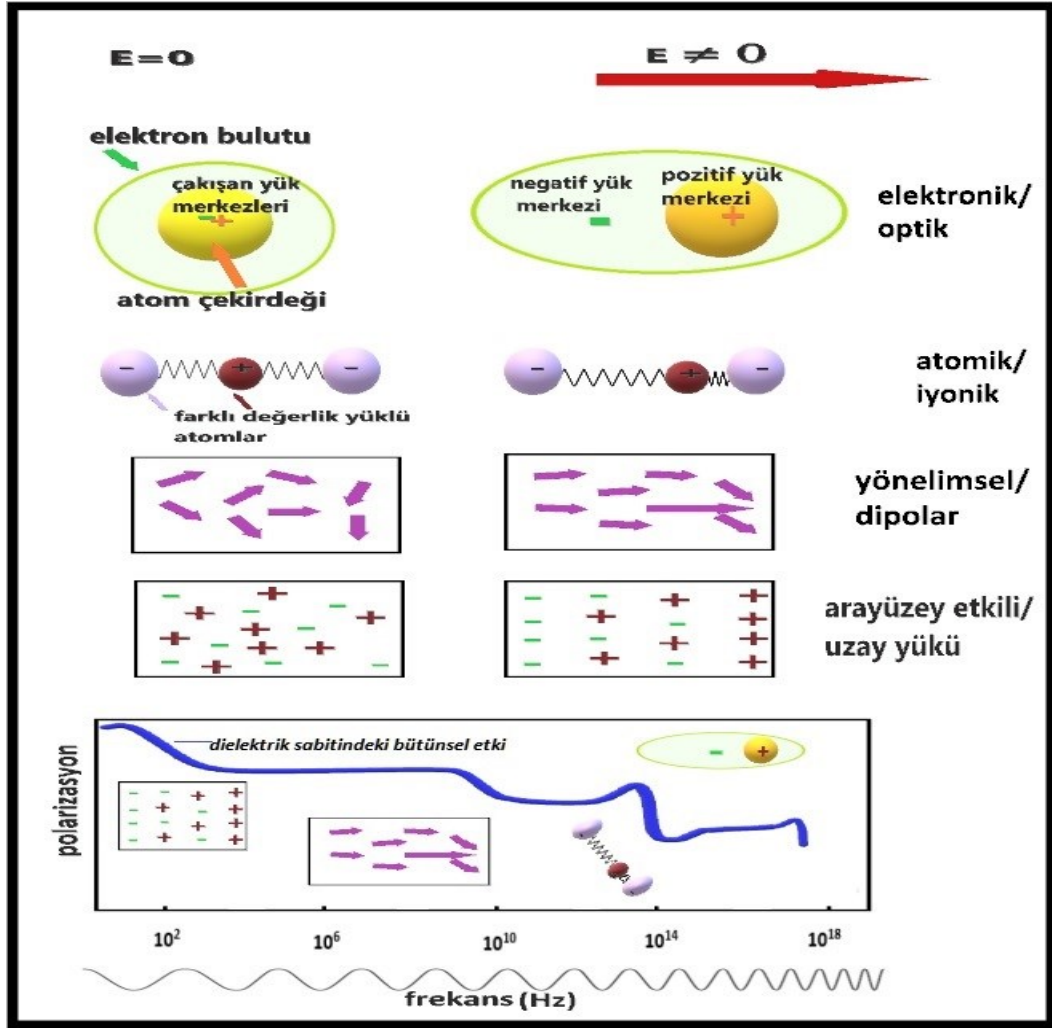 E=0
E ≠ 0
elektron bulutu
çakışan yük
merkezleri
- +
atom çekirdeği
negatif yük
merkezi
-
pozitif yük
merkezi
+
elektronik/
optik
- + -
- + -
farklı değerlik yüklü
atomlar
atomik/
iyonik
yönelimsel/
dipolar
arayüzey etkili/
uzay yükü
dielektrik sabitindeki bütünsel etki
polarizasyon
10² 10⁶ 10¹⁰ 10¹⁴ 10¹⁸
frekans (Hz)